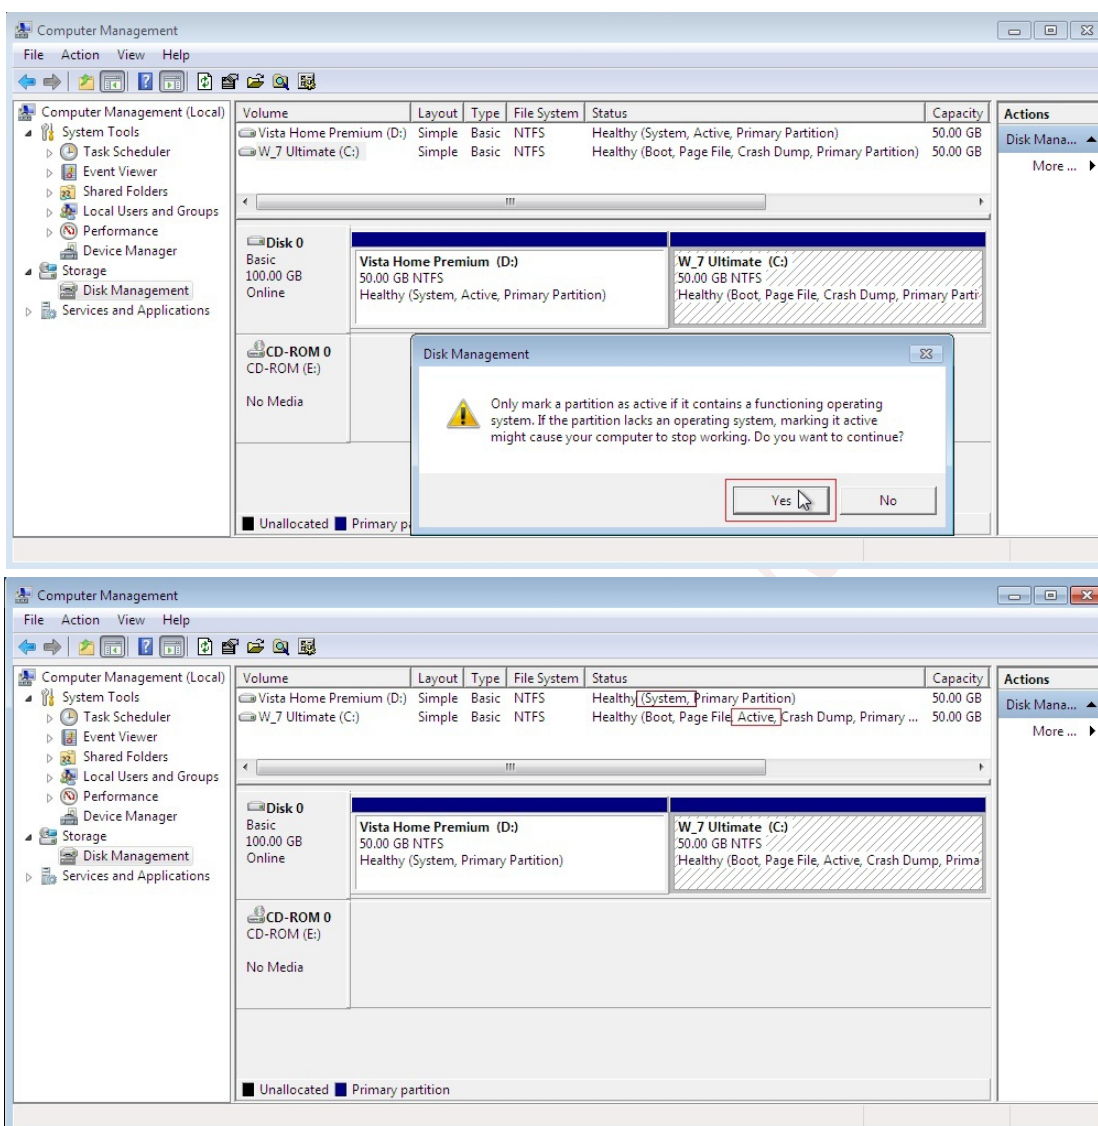 Computer Management
File Action View Help
Computer Management (Local)
System Tools
Task Scheduler
Event Viewer
Shared Folders
Local Users and Groups
Performance
Device Manager
Storage
Disk Management
Services and Applications
Volume Layout Type File System Status Capacity
Vista Home Premium (D:) Simple Basic NTFS Healthy (System, Active, Primary Partition) 50.00 GB
W_7 Ultimate (C:) Simple Basic NTFS Healthy (Boot, Page File, Crash Dump, Primary Partition) 50.00 GB
Disk 0
Basic
100.00 GB
Online
Vista Home Premium (D:)
50.00 GB NTFS
Healthy (System, Active, Primary Partition)
W_7 Ultimate (C:)
50.00 GB NTFS
Healthy (Boot, Page File, Crash Dump, Primary Parti
CD-ROM 0
CD-ROM (E:)
No Media
Disk Management
Only mark a partition as active if it contains a functioning operating
system. If the partition lacks an operating system, marking it active
might cause your computer to stop working. Do you want to continue?
Yes No
Unallocated Primary pa
Actions
Disk Mana...
More ...
Computer Management
File Action View Help
Computer Management (Local)
System Tools
Task Scheduler
Event Viewer
Shared Folders
Local Users and Groups
Performance
Device Manager
Storage
Disk Management
Services and Applications
Volume Layout Type File System Status Capacity
Vista Home Premium (D:) Simple Basic NTFS Healthy (System, Primary Partition) 50.00 GB
W_7 Ultimate (C:) Simple Basic NTFS Healthy (Boot, Page File, Active, Crash Dump, Primary ... 50.00 GB
Disk 0
Basic
100.00 GB
Online
Vista Home Premium (D:)
50.00 GB NTFS
Healthy (System, Primary Partition)
W_7 Ultimate (C:)
50.00 GB NTFS
Healthy (Boot, Page File, Active, Crash Dump, Prima
CD-ROM 0
CD-ROM (E:)
No Media
Unallocated Primary partition
Actions
Disk Mana...
More ...